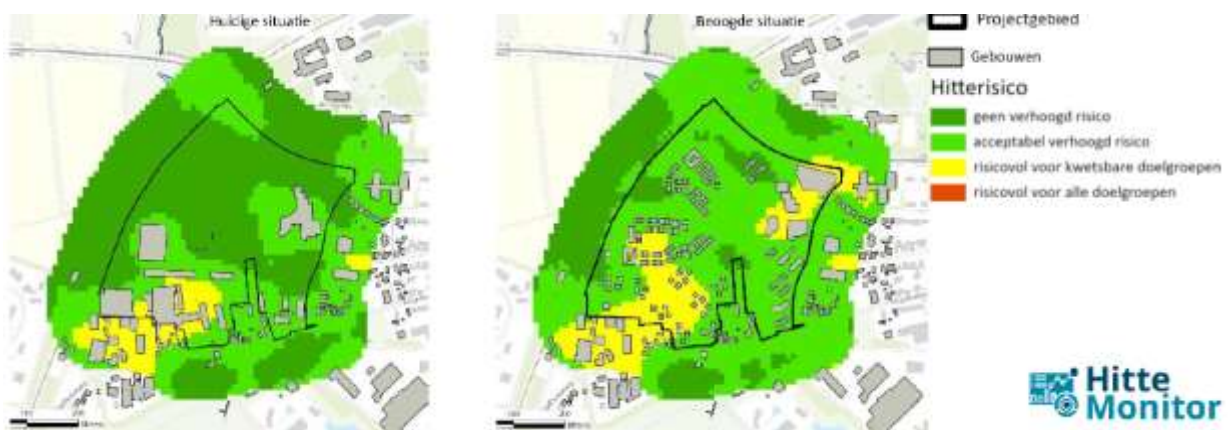 Huidige situatie
Beoogde situatie
Projectgebied
Gebouwen
Hitterisico
geen verhoogd risico
acceptabel verhoogd risico
risicovol voor kwetsbare doelgroepen
risicovol voor alle doelgroepen
Hitte
Monitor